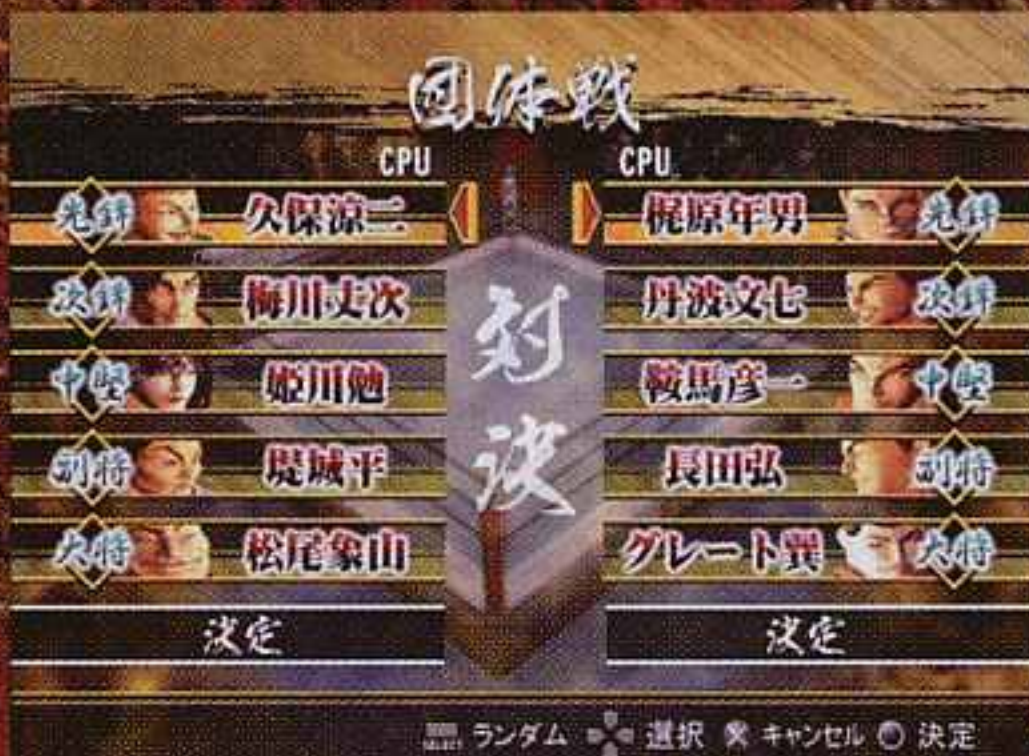 団体戦
CPU CPU
先鋒 久保涼二 梶原年男 先鋒
次鋒 梅川丈次 丹波文七 次鋒
中堅 姫川勉 鞍馬彦一 中堅
副将 堤城平 長田弘 副将
大将 松尾象山 グレート巽 大将
対決
決定 決定
SELECT ランダム 選択 キャンセル 決定